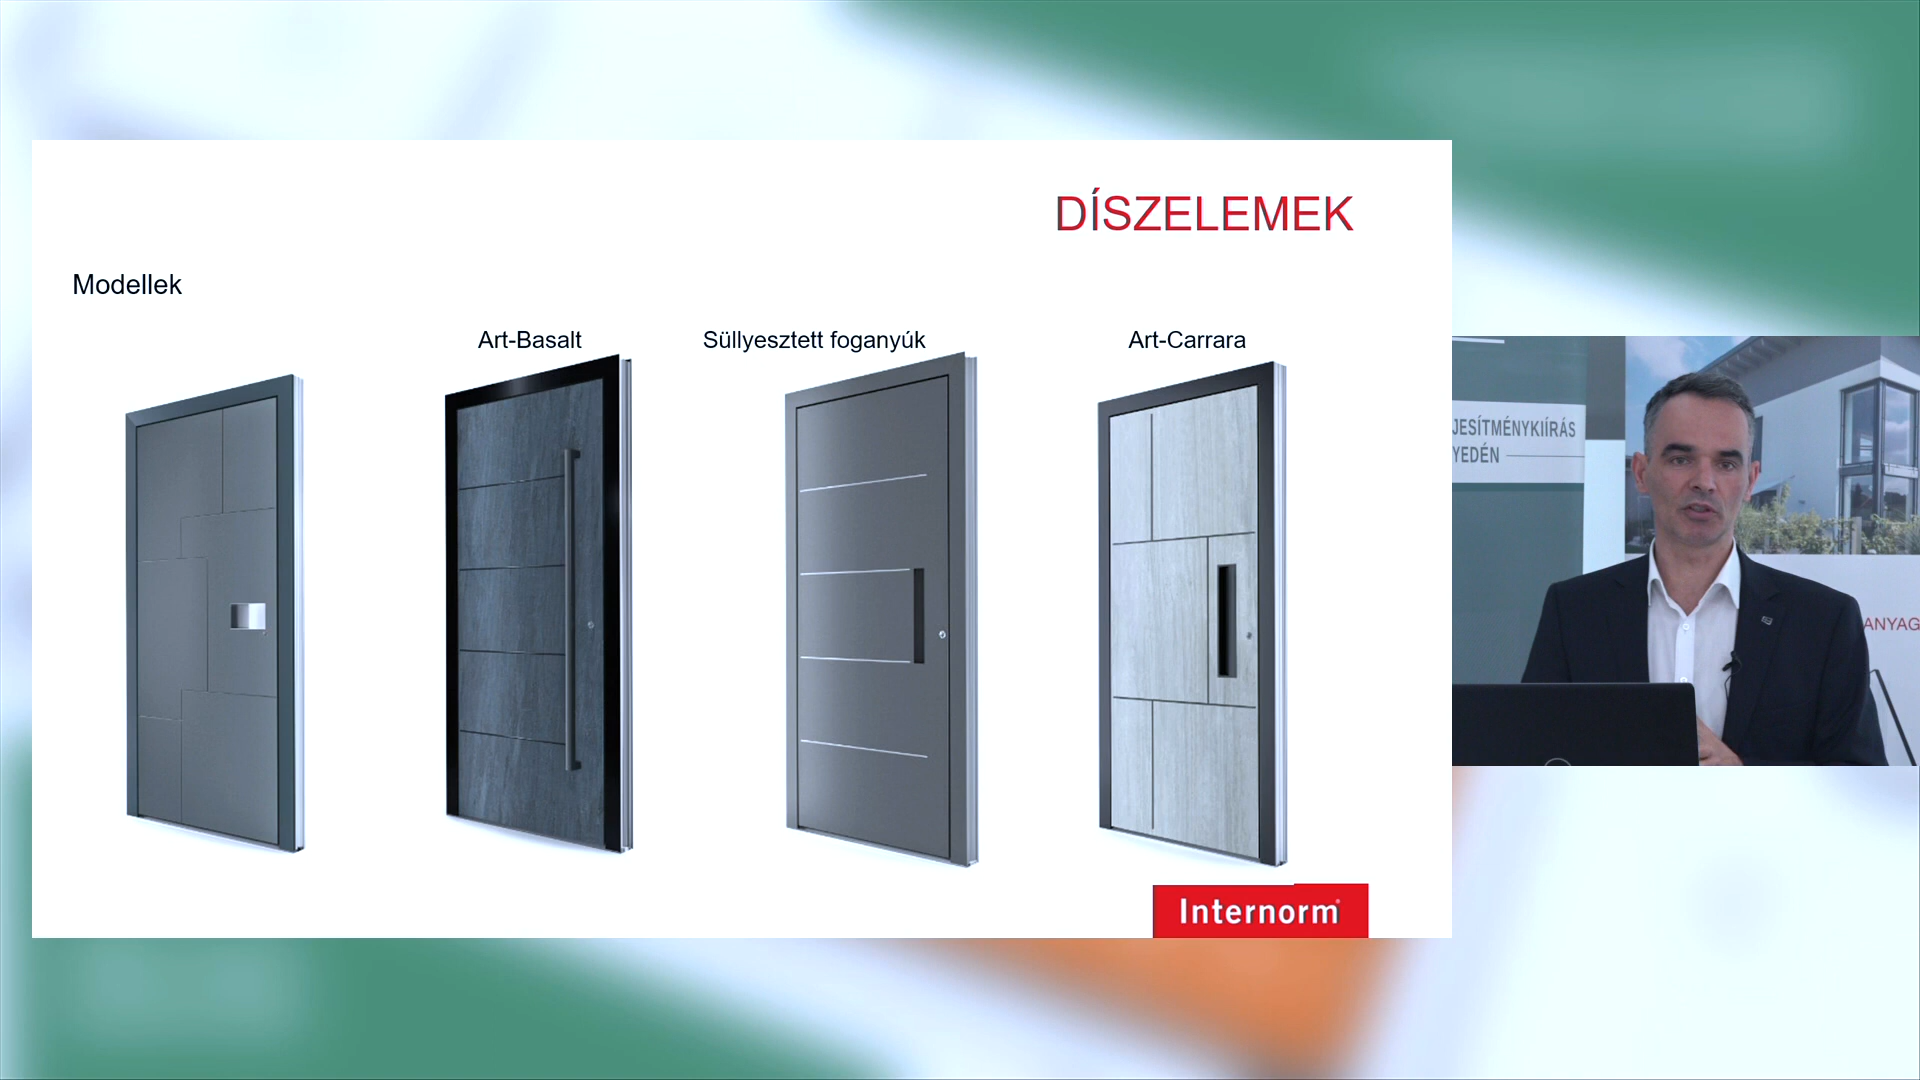 DÍSZELEMEK
Modellek
Art-Basalt
Süllyesztett foganyúk
Art-Carrara
Internorm
JESÍTMÉNYKIÍRÁS
YEDÉN
ANYAG